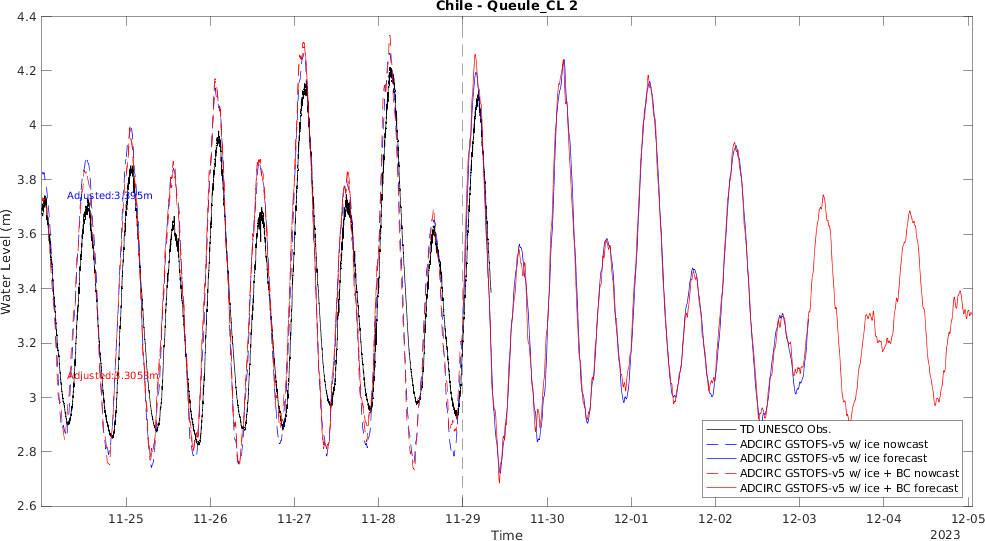 Chile - Queule_CL 2
4.4
4.2
4
3.8
3.6
3.4
3.2
3
2.8
2.6
Water Level (m)
Adjusted:3.395m
Adjusted:3.3053m
TD UNESCO Obs.
ADCIRC GSTOFS-v5 w/ ice nowcast
ADCIRC GSTOFS-v5 w/ ice forecast
ADCIRC GSTOFS-v5 w/ ice + BC nowcast
ADCIRC GSTOFS-v5 w/ ice + BC forecast
11-25 11-26 11-27 11-28 11-29 11-30 12-01 12-02 12-03 12-04 12-05
Time
2023